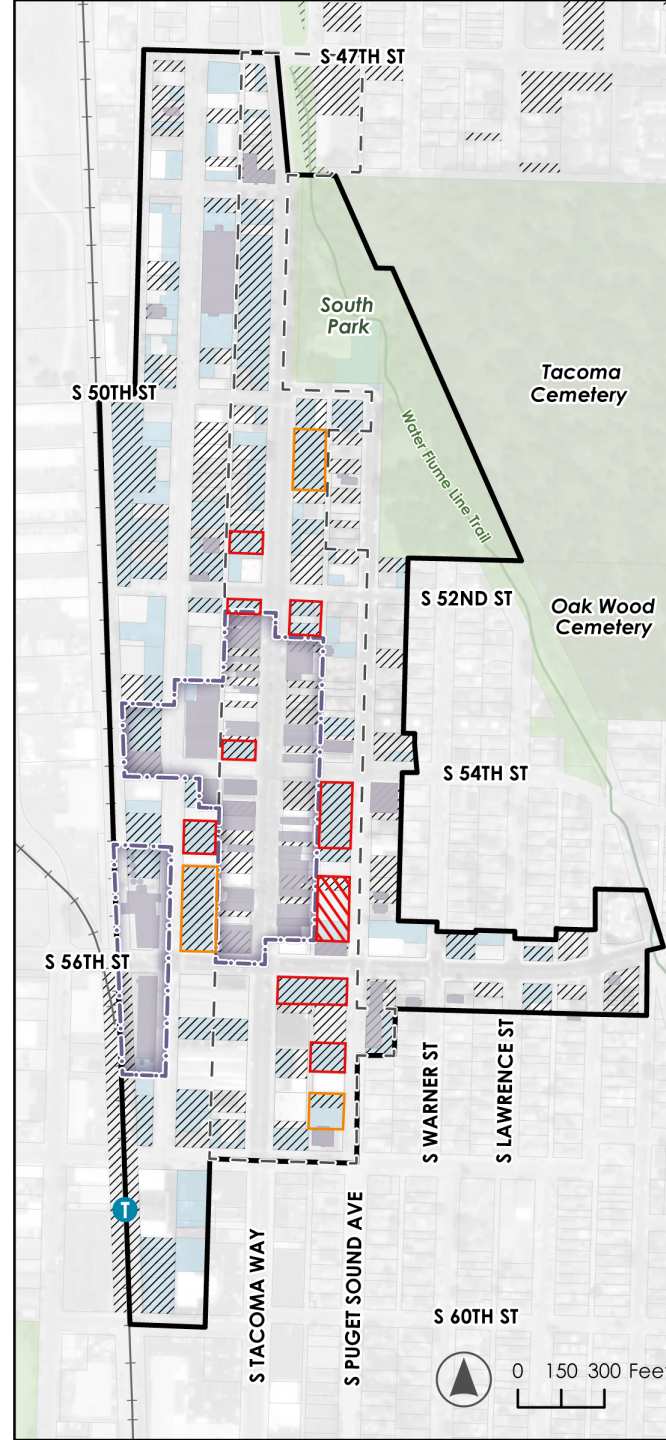 S 47TH ST
South
Park
Tacoma
Cemetery
S 50TH ST
Water Flume Line Trail
S 52ND ST
Oak Wood
Cemetery
S 54TH ST
S 56TH ST
S WARNER ST
S LAWRENCE ST
T
S TACOMA WAY
S PUGET SOUND AVE
S 60TH ST
0 150 300 Feet